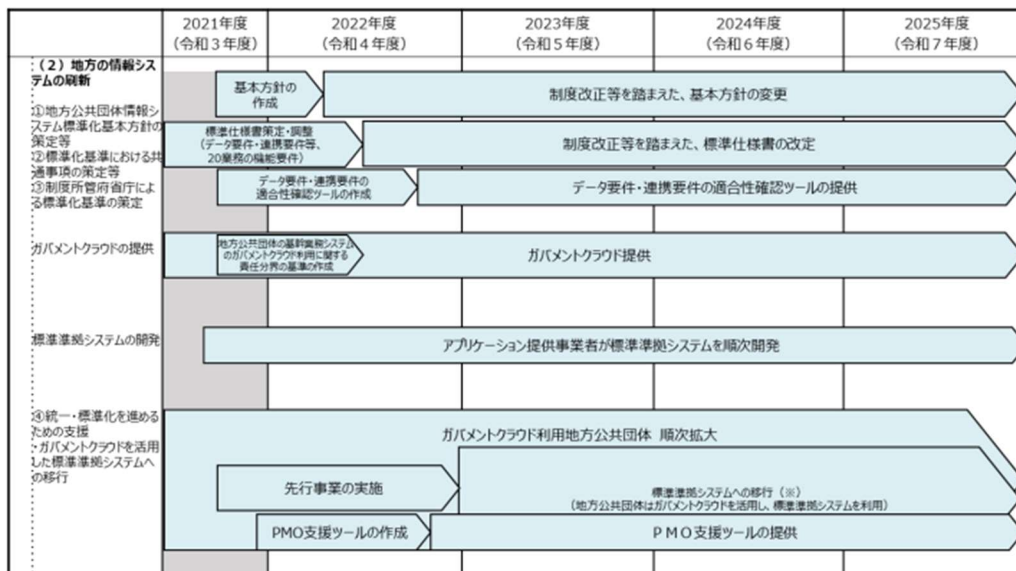 2021年度
(令和3年度)
2022年度
(令和4年度)
2023年度
(令和5年度)
2024年度
(令和6年度)
2025年度
(令和7年度)
(2)地方の情報シス
テムの刷新
①地方公共団体情報シ
ステム標準化基本方針の
策定等
②標準化基準における共
通事項の策定等
③制度所管府省庁によ
る標準化基準の策定
基本方針の
作成
制度改正等を踏まえた、基本方針の変更
標準仕様書策定・調整
(データ要件・連携要件等、
20業務の機能要件)
制度改正等を踏まえた、標準仕様書の改定
データ要件・連携要件の
適合性確認ツールの作成
データ要件・連携要件の適合性確認ツールの提供
ガバメントクラウドの提供
地方公共団体の基幹業務システム
のガバメントクラウド利用に関する
責任分界の基準の作成
ガバメントクラウド提供
標準準拠システムの開発
アプリケーション提供事業者が標準準拠システムを順次開発
④統一・標準化を進める
ための支援
・ガバメントクラウドを活用
した標準準拠システムへ
の移行
ガバメントクラウド利用地方公共団体 順次拡大
先行事業の実施
標準準拠システムへの移行(※)
(地方公共団体はガバメントクラウドを活用し、標準準拠システムを利用)
PMO支援ツールの作成
PMO支援ツールの提供